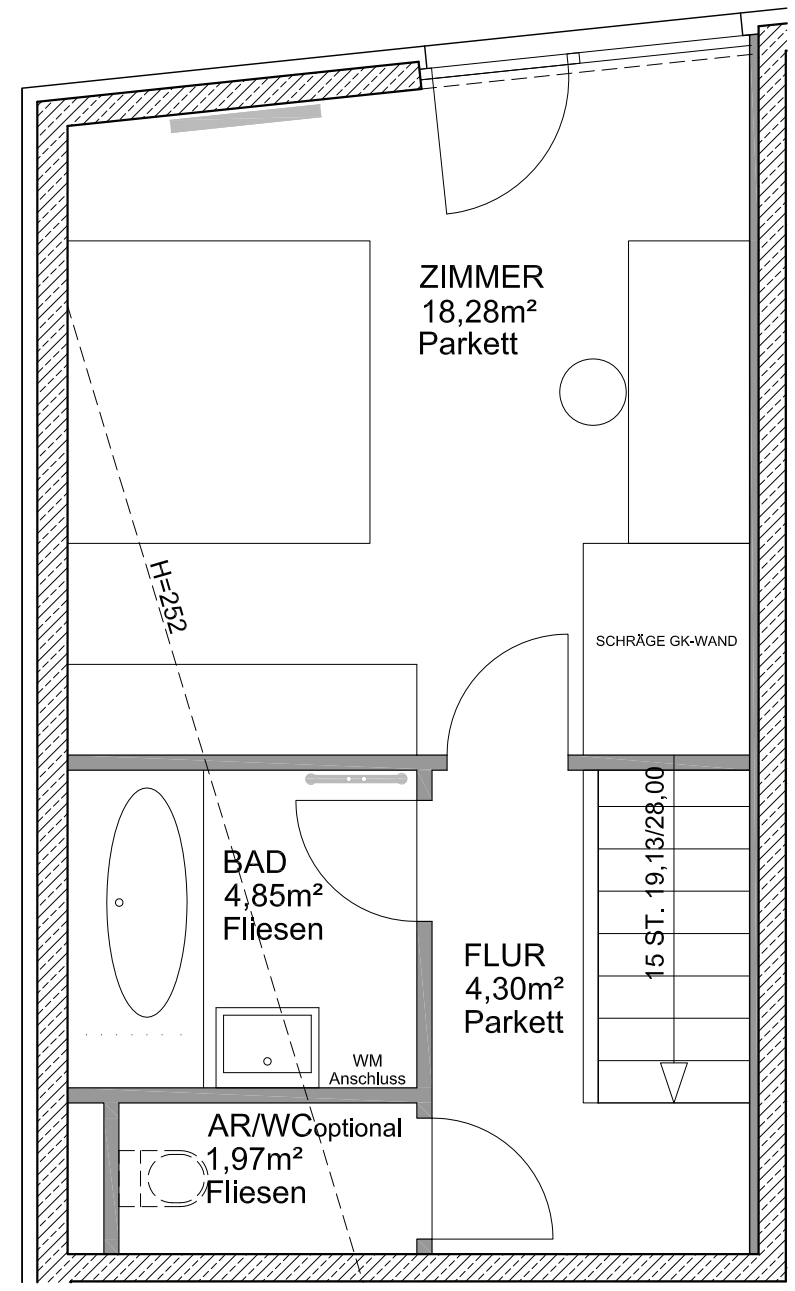 ZIMMER
18,28m²
Parkett
H=252
SCHRÄGE GK-WAND
15 ST. 19,13/28,00
BAD
4,85m²
Fliesen
FLUR
4,30m²
Parkett
WM
Anschluss
AR/WCoptional
1,97m²
Fliesen